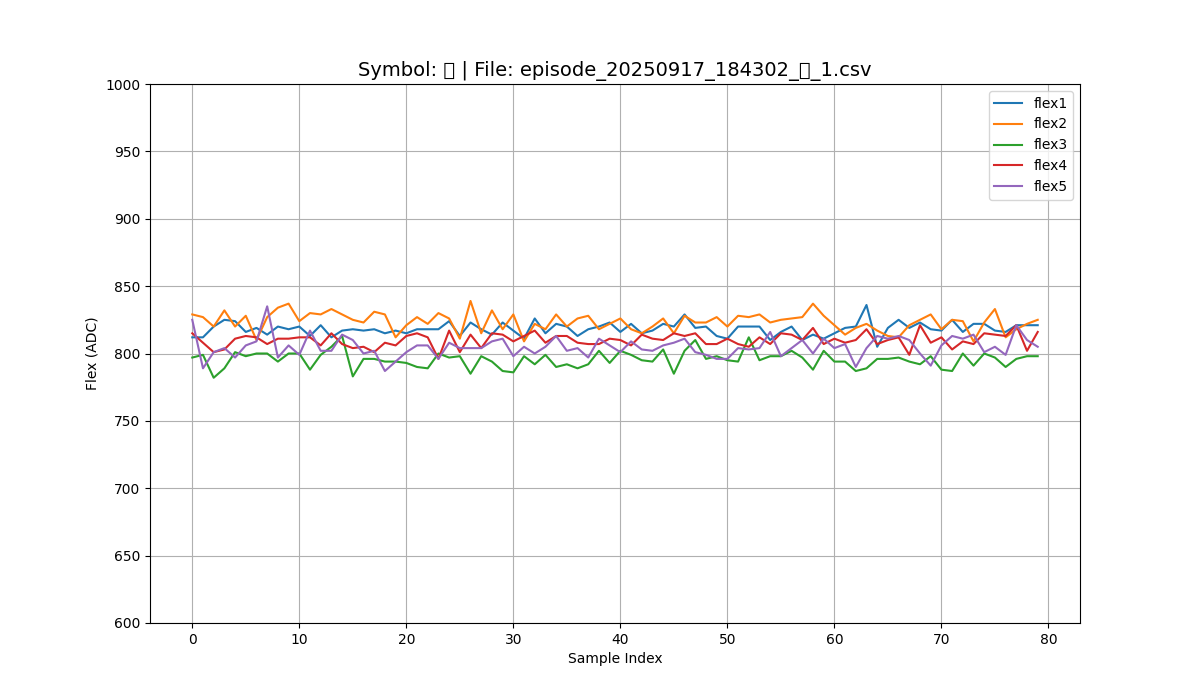 Symbol: | File: episode_20250917_184302_ _1.csv
1000
950
900
850
800
750
700
650
600
Flex (ADC)
0 10 20 30 40 50 60 70 80
Sample Index
flex1
flex2
flex3
flex4
flex5